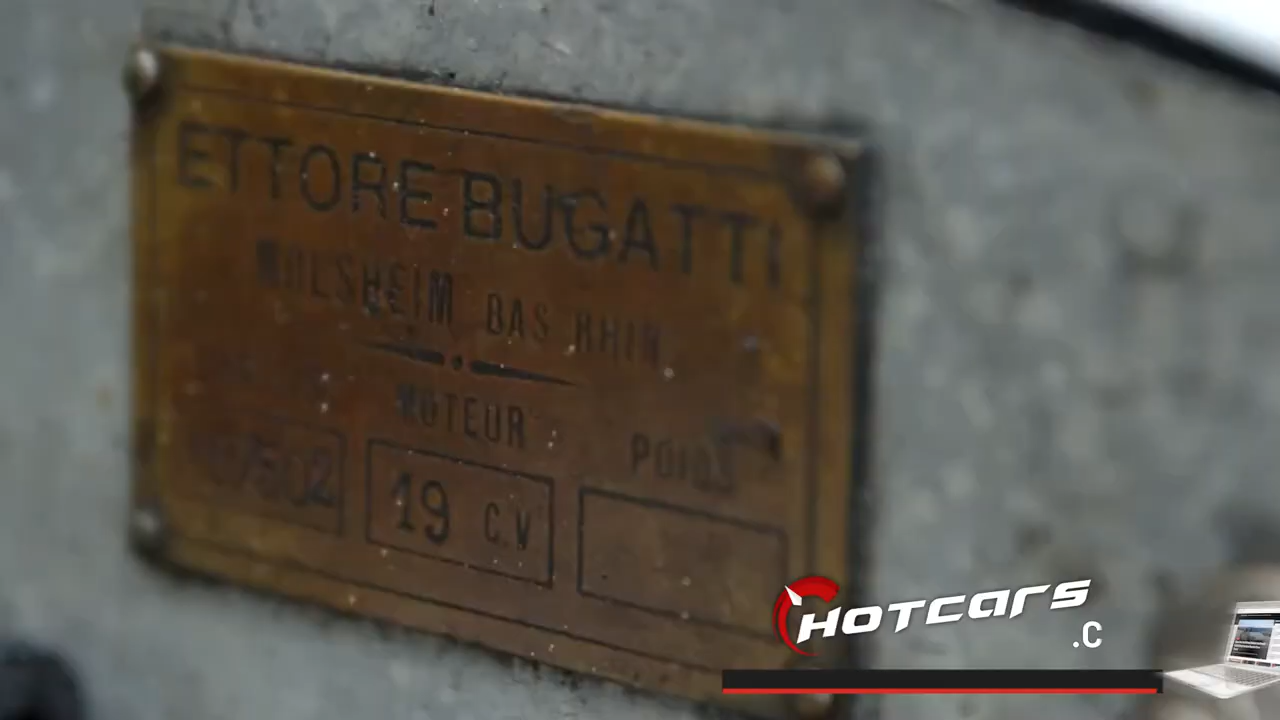 ETTORE BUGATTI
MOLSHEIM BAS RHIN
MOTEUR
POIDS
19 C.V
HOTCARS
.C